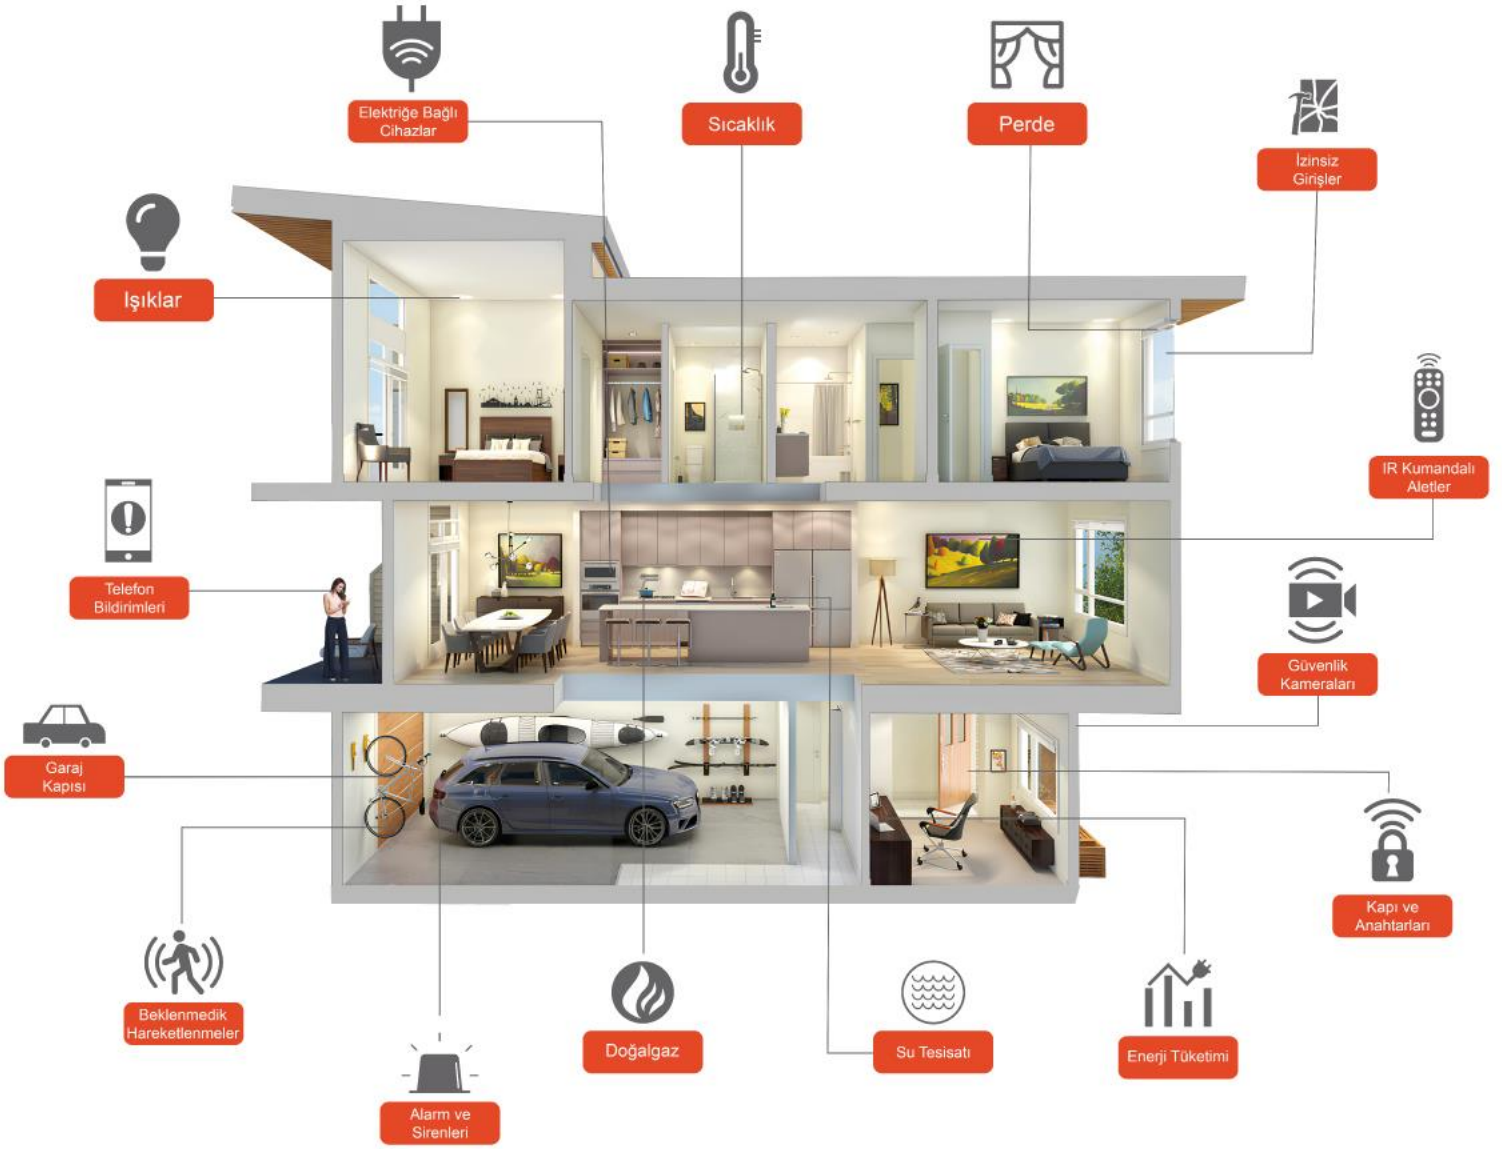 Elektriğe Bağlı
Cihazlar
Sıcaklık
Perde
İzinsiz
Girişler
Işıklar
IR Kumandalı
Aletler
Telefon
Bildirimleri
Güvenlik
Kameraları
Garaj
Kapısı
Kapı ve
Anahtarları
Beklenmedik
Hareketlenmeler
Doğalgaz
Su Tesisatı
Enerji Tüketimi
Alarm ve
Sirenleri